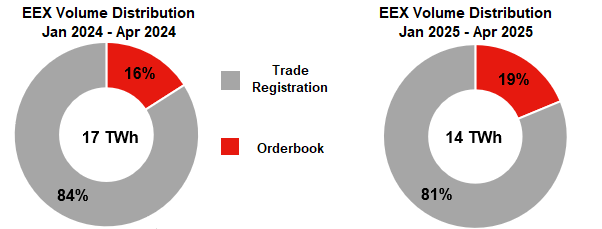 EEX Volume Distribution
Jan 2024 - Apr 2024
16%
17 TWh
84%
Trade
Registration
Orderbook
EEX Volume Distribution
Jan 2025 - Apr 2025
19%
14 TWh
81%